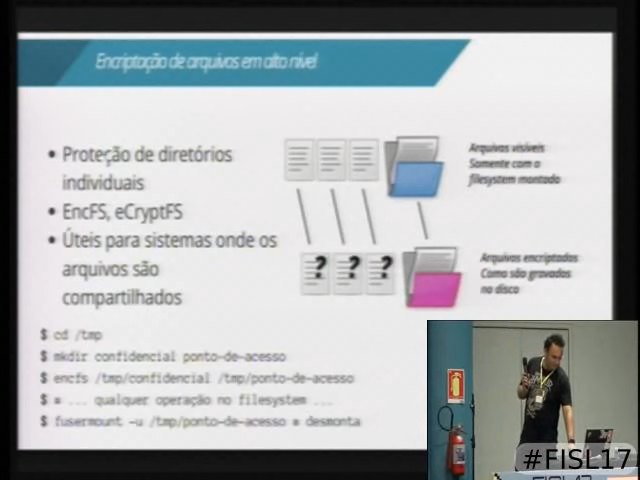 Encriptação de arquivos em alto nível
• Proteção de diretórios
individuais
• EncFS, eCryptFS
• Úteis para sistemas onde os
arquivos são
compartilhados
Arquivos visíveis
Somente com o
filesystem montado
? ? ?
Arquivos encriptados
Como são gravados
no disco
$ cd /tmp
$ mkdir confidencial ponto-de-acesso
$ encfs /tmp/confidencial /tmp/ponto-de-acesso
$ # ... qualquer operação no filesystem ...
$ fusermount -u /tmp/ponto-de-acesso # desmonta
#FISL17
FISL17